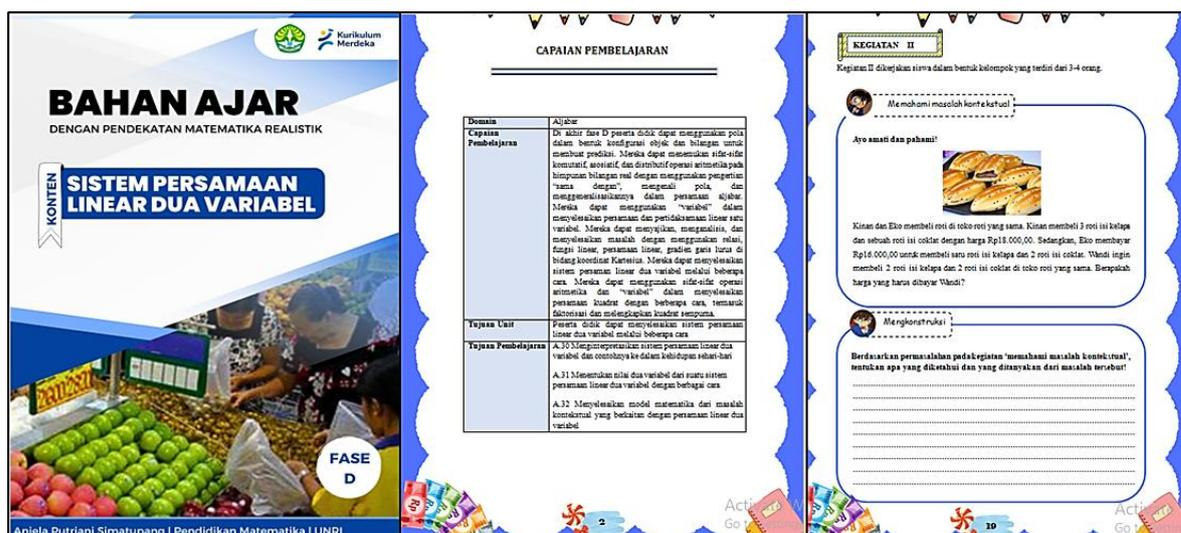 Kurikulum
Merdeka
BAHAN AJAR
DENGAN PENDEKATAN MATEMATIKA REALISTIK
KONTEN
SISTEM PERSAMAAN
LINEAR DUA VARIABEL
FASE
D
Anjela Putriani Simatupang | Pendidikan Matematika | UNRI
CAPAIAN PEMBELAJARAN
Domain Aljabar
Capaian Di akhir fase D peserta didik dapat menggunakan pola
Pembelajaran dalam bentuk konfigurasi objek dan bilangan untuk
membuat prediksi. Mereka dapat menemukan sifat-sifat
komutatif, asosiatif, dan distributif operasi aritmetika pada
himpunan bilangan real dengan menggunakan pengertian
"sama dengan", mengenali pola, dan
menggeneralisasikannya dalam persamaan aljabar.
Mereka dapat menggunakan "variabel" dalam
menyelesaikan persamaan dan pertidaksamaan linear satu
variabel. Mereka dapat menyajikan, menganalisis, dan
menyelesaikan masalah dengan menggunakan relasi,
fungsi linear, persamaan linear, gradien garis lurus di
bidang koordinat Kartesius. Mereka dapat menyelesaikan
sistem persaman linear dua variabel melalui beberapa
cara. Mereka dapat menggunakan sifat-sifat operasi
aritmetika dan "variabel" dalam menyelesaikan
persamaan kuadrat dengan berberapa cara, termasuk
faktorisasi dan melengkapkan kuadrat sempurna.
Tujuan Unit Peserta didik dapat menyelesaikan sistem persamaan
linear dua variabel melalui beberapa cara
Tujuan Pembelajaran A.30 Menginterpretasikan sistem persamaan linear dua
variabel dan contohnya ke dalam kehidupan sehari-hari
A.31 Menentukan nilai dua variabel dari suatu sistem
persamaan linear dua variabel dengan berbagai cara
A.32 Menyelesaikan model matematika dari masalah
kontekstual yang berkaitan dengan persamaan linear dua
variabel
2
KEGIATAN II
Kegiatan II dikerjakan siswa dalam bentuk kelompok yang terdiri dari 3-4 orang.
Memahami masalah kontekstual
Ayo amati dan pahami!
Kinan dan Eko membeli roti di toko roti yang sama. Kinan membeli 3 roti isi kelapa
dan sebuah roti isi coklat dengan harga Rp18.000,00. Sedangkan, Eko membayar
Rp16.000,00 untuk membeli satu roti isi kelapa dan 2 roti isi coklat. Wandi ingin
membeli 2 roti isi kelapa dan 2 roti isi coklat di toko roti yang sama. Berapakah
harga yang harus dibayar Wandi?
Mengkonstruksi
Berdasarkan permasalahan pada kegiatan 'memahami masalah kontekstual',
tentukan apa yang diketahui dan yang ditanyakan dari masalah tersebut!
19